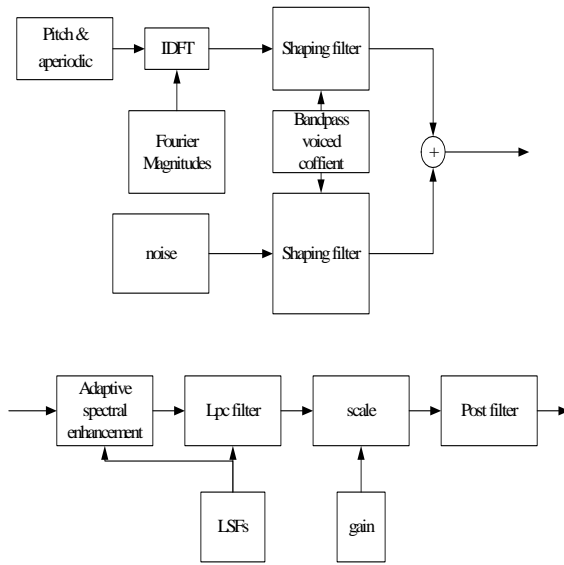 Pitch &
aperiodic
IDFT
Shaping filter
Fourier
Magnitudes
Bandpass
voiced
coffient
+
noise
Shaping filter
Adaptive
spectral
enhancement
Lpc filter
scale
Post filter
LSFs
gain